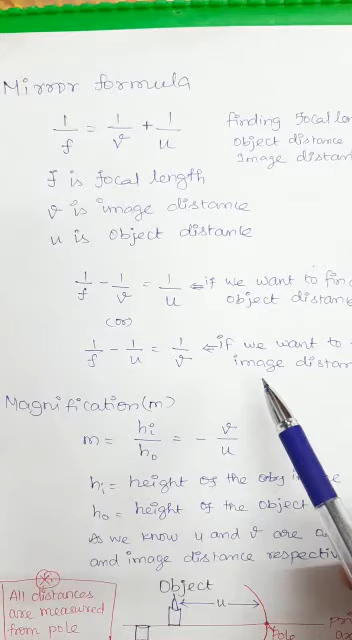 Mirror formula
1/f = 1/v + 1/u
finding focal len
object distance
Image distan
f is focal length
v is image distance
u is object distance
1/f - 1/v = 1/u ⇐ if we want to find
object distan
(or)
1/f - 1/u = 1/v ⇐ if we want to
image distan
Magnification(m)
m = hi/ho = - v/u
hi = height of the
ho = height of the object
As we know u and v are
and image distance respectiv
All distances
are measured
from pole
Object
u
Pole